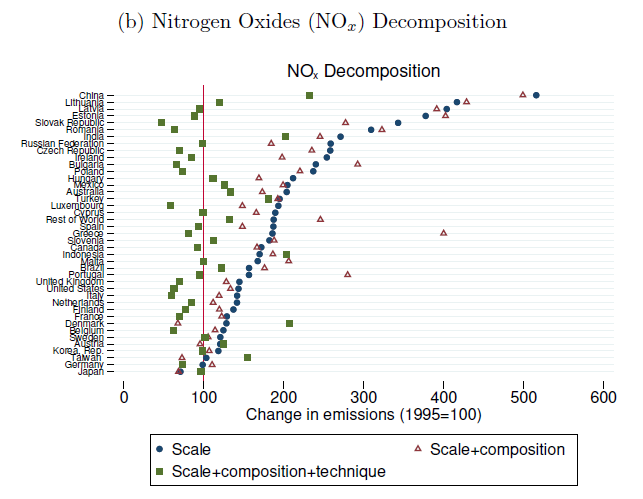 (b) Nitrogen Oxides (NOx) Decomposition
NOx Decomposition
China
Lithuania
Latvia
Estonia
Slovak Republic
Romania
India
Russian Federation
Czech Republic
Ireland
Bulgaria
Poland
Hungary
Mexico
Australia
Turkey
Luxembourg
Cyprus
Rest of World
Spain
Greece
Slovenia
Canada
Indonesia
Malta
Brazil
Portugal
United Kingdom
United States
Italy
Netherlands
Finland
France
Denmark
Belgium
Sweden
Austria
Korea, Rep.
Taiwan
Germany
Japan
0 100 200 300 400 500 600
Change in emissions (1995=100)
Scale Scale+composition
Scale+composition+technique